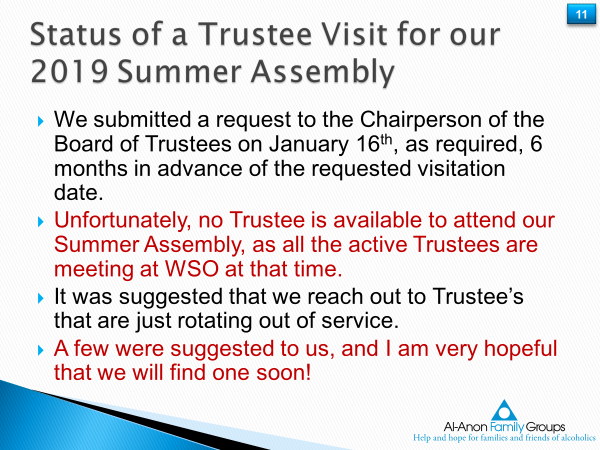 11
Status of a Trustee Visit for our
2019 Summer Assembly
We submitted a request to the Chairperson of the
Board of Trustees on January 16th, as required, 6
months in advance of the requested visitation
date.
Unfortunately, no Trustee is available to attend our
Summer Assembly, as all the active Trustees are
meeting at WSO at that time.
It was suggested that we reach out to Trustee’s
that are just rotating out of service.
A few were suggested to us, and I am very hopeful
that we will find one soon!
Al-Anon Family Groups
Help and hope for families and friends of alcoholics